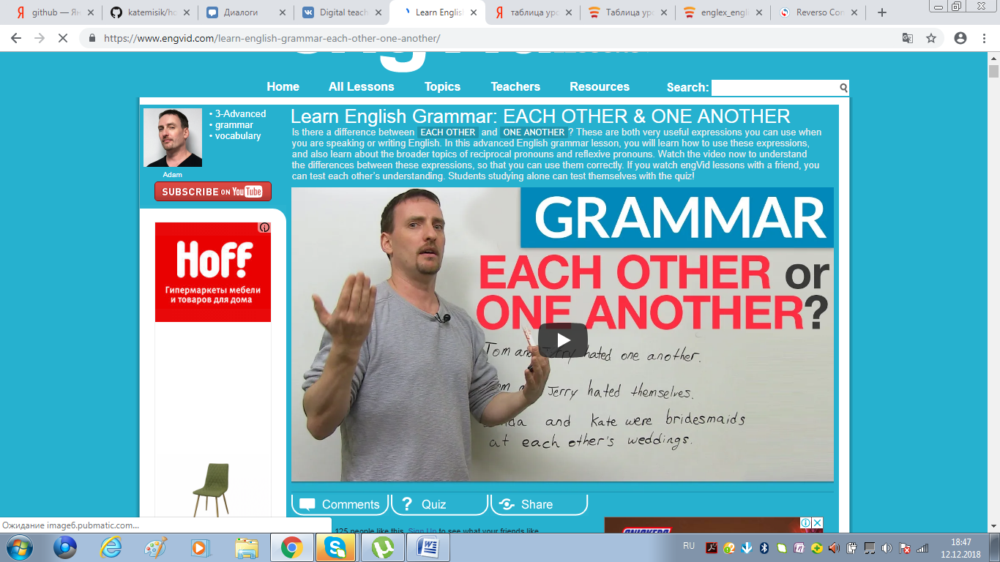 github — Ян
katemisik/ho
Диалоги
Digital teach
Learn English
таблица уро
Таблица уро
englex_engli
Reverso Con
https://www.engvid.com/learn-english-grammar-each-other-one-another/
Home
All Lessons
Topics
Teachers
Resources
Search:
• 3-Advanced
• grammar
• vocabulary
Adam
SUBSCRIBE ON YouTube
Learn English Grammar: EACH OTHER & ONE ANOTHER
Is there a difference between EACH OTHER and ONE ANOTHER? These are both very useful expressions you can use when
you are speaking or writing English. In this advanced English grammar lesson, you will learn how to use these expressions,
and also learn about the broader topics of reciprocal pronouns and reflexive pronouns. Watch the video now to understand
the differences between these expressions, so that you can use them correctly. If you watch engVid lessons with a friend, you
can test each other's understanding. Students studying alone can test themselves with the quiz!
Hoff
Гипермаркеты мебели
и товаров для дома
GRAMMAR
EACH OTHER or
ONE ANOTHER?
Tom and Jerry hated one another.
Jerry hated themselves.
and Kate were bridesmaids
at each other's weddings.
Comments
Quiz
Share
125 people like this. Sign Up to see what your friends like.
SNICKERS
Ожидание image6.pubmatic.com...
RU
18:47
12.12.2018